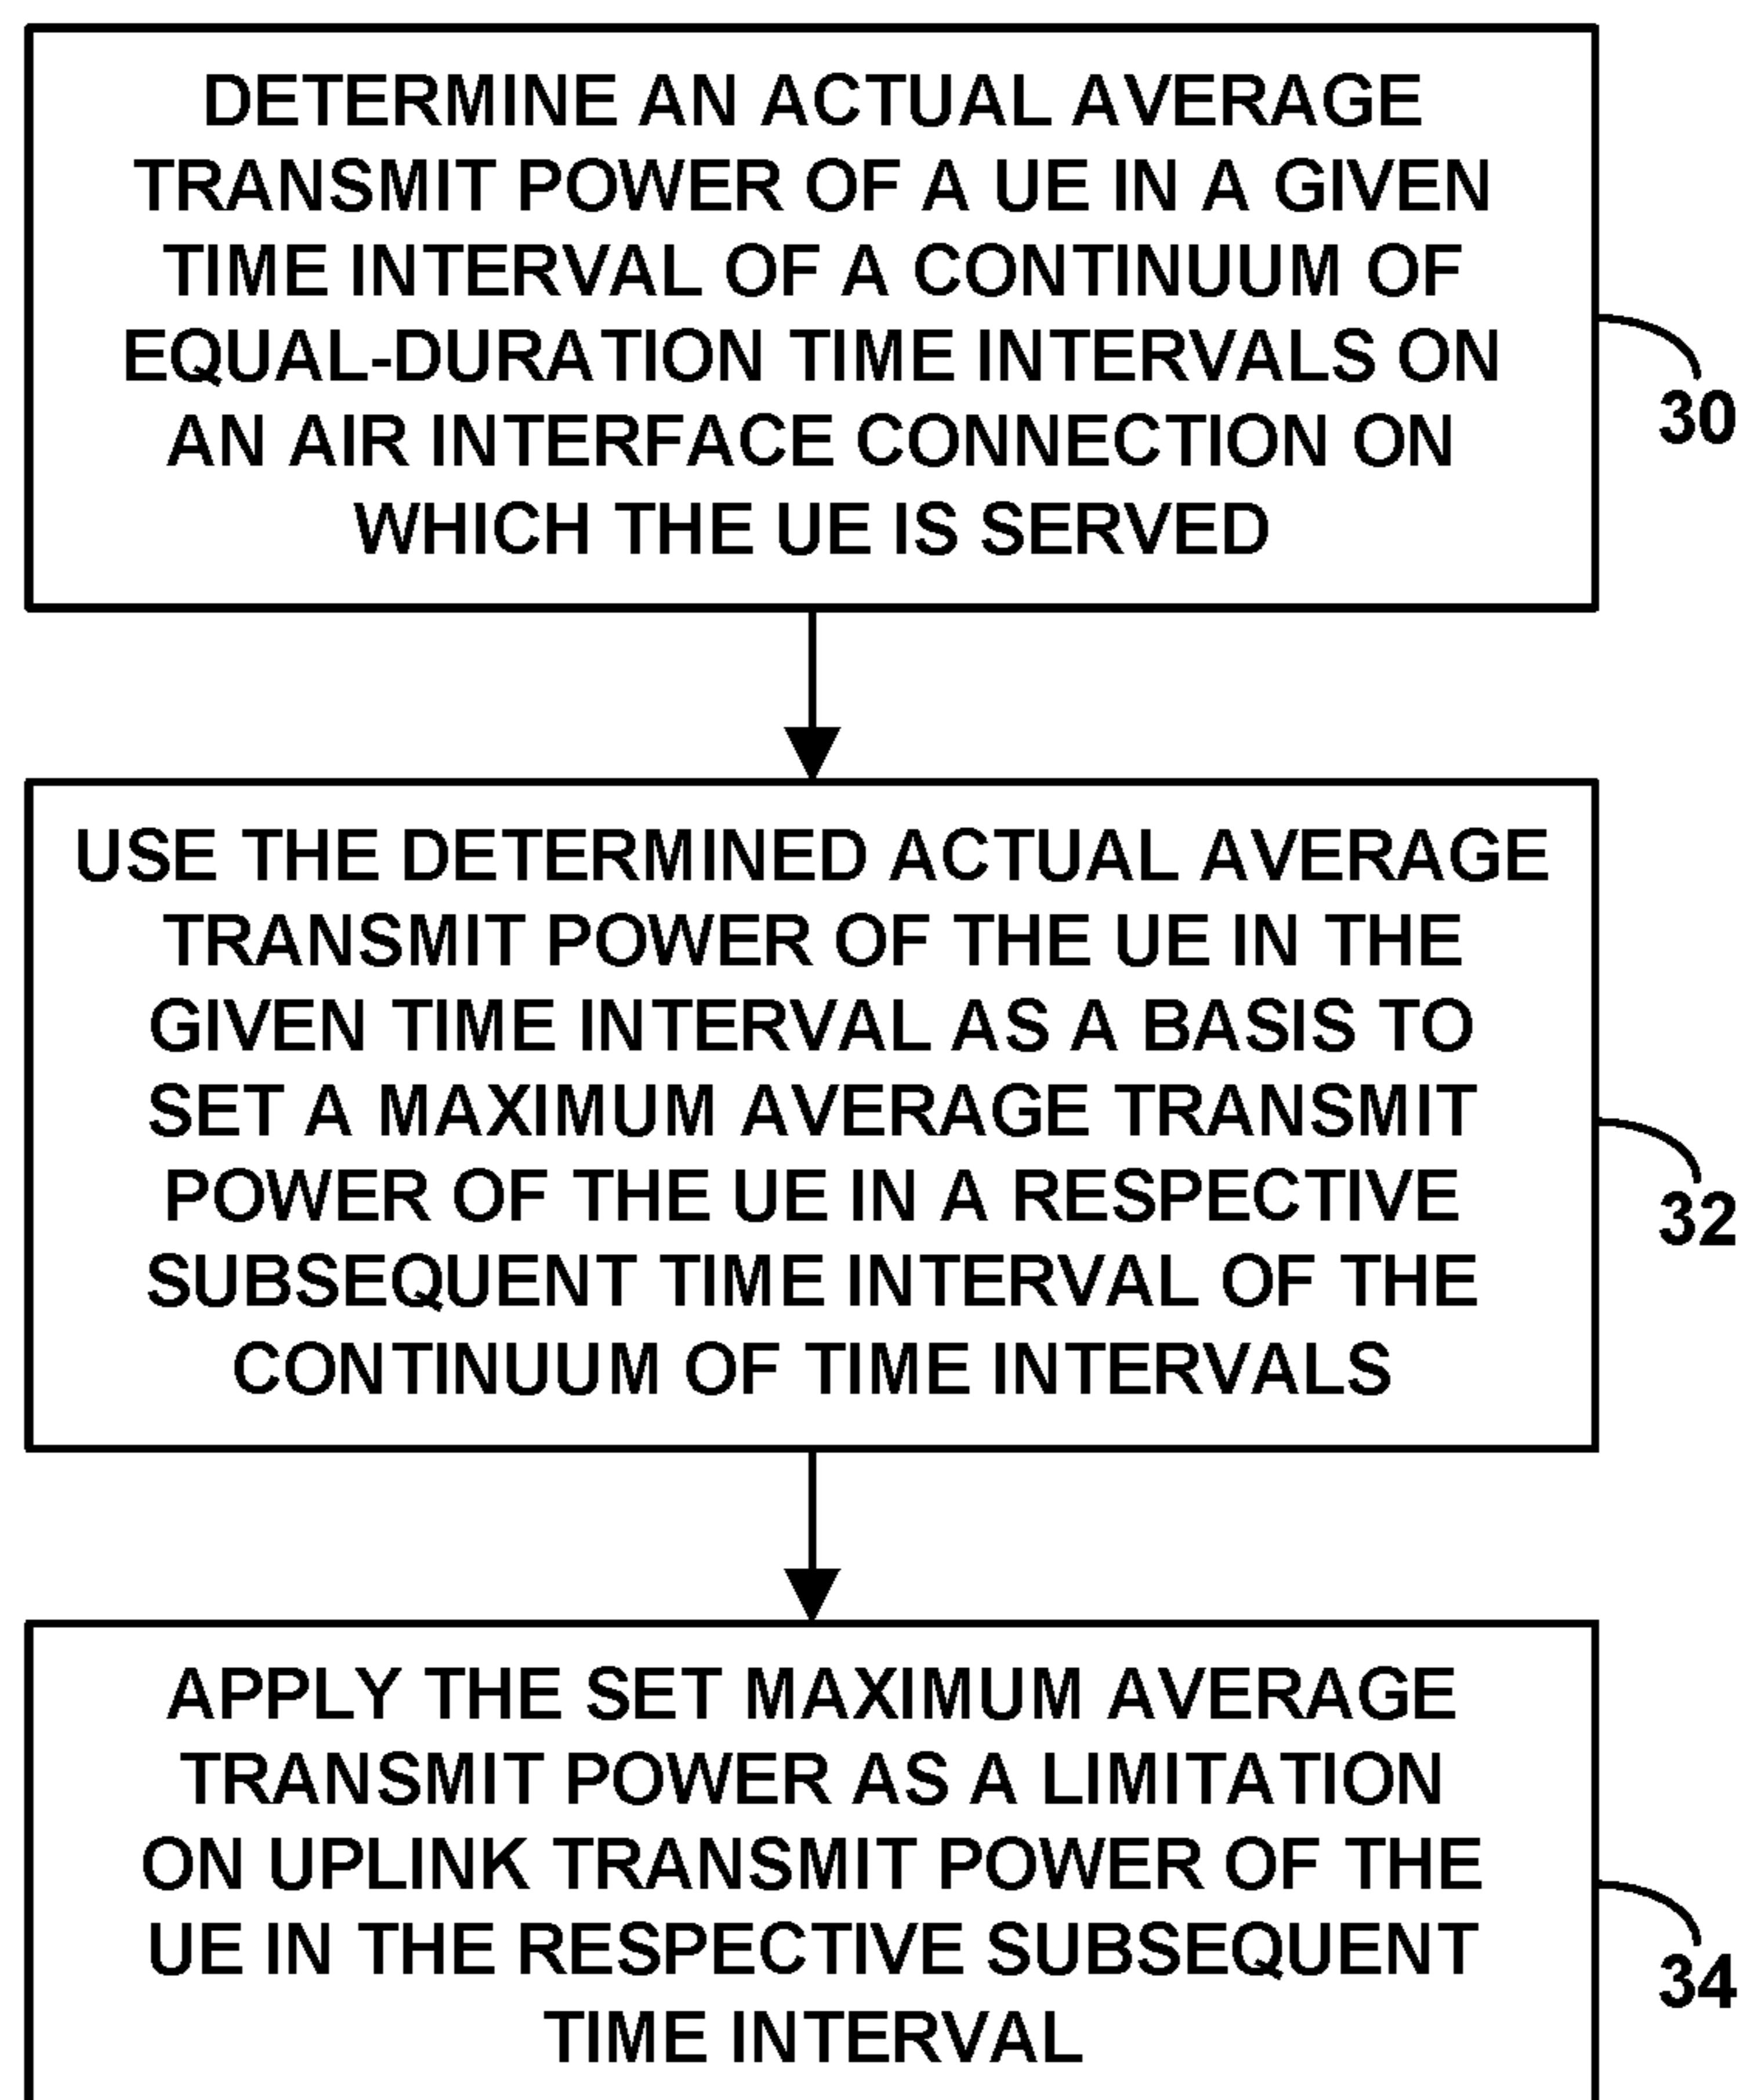 DETERMINE AN ACTUAL AVERAGE
TRANSMIT POWER OF A UE IN A GIVEN
TIME INTERVAL OF A CONTINUUM OF
EQUAL-DURATION TIME INTERVALS ON
AN AIR INTERFACE CONNECTION ON
WHICH THE UE IS SERVED
30
USE THE DETERMINED ACTUAL AVERAGE
TRANSMIT POWER OF THE UE IN THE
GIVEN TIME INTERVAL AS A BASIS TO
SET A MAXIMUM AVERAGE TRANSMIT
POWER OF THE UE IN A RESPECTIVE
SUBSEQUENT TIME INTERVAL OF THE
CONTINUUM OF TIME INTERVALS
32
APPLY THE SET MAXIMUM AVERAGE
TRANSMIT POWER AS A LIMITATION
ON UPLINK TRANSMIT POWER OF THE
UE IN THE RESPECTIVE SUBSEQUENT
TIME INTERVAL
34